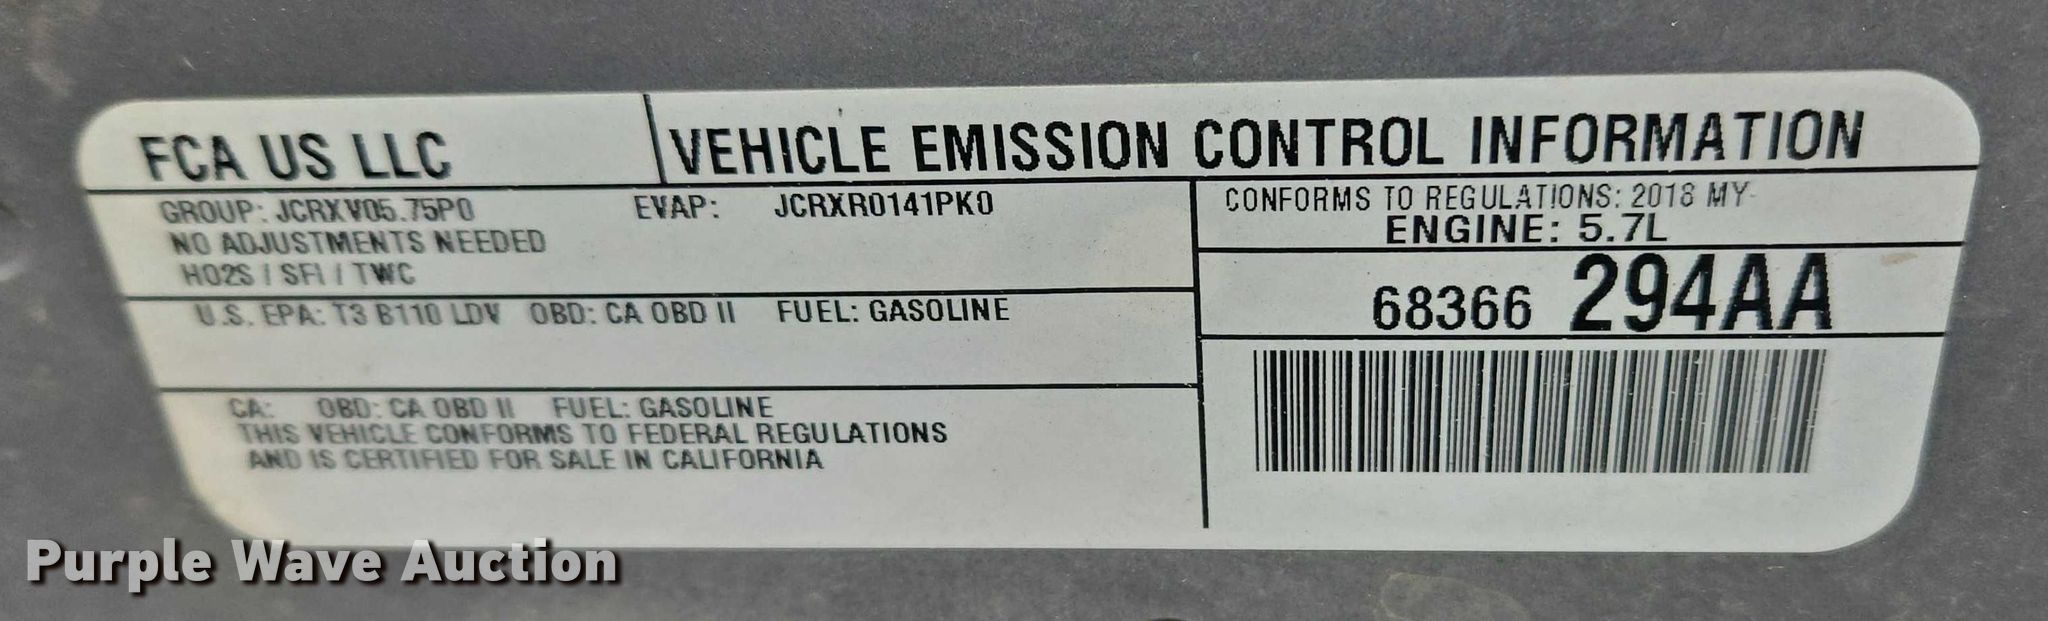 FCA US LLC
VEHICLE EMISSION CONTROL INFORMATION
GROUP: JCRXV05.75P0 EVAP: JCRXR0141PK0
NO ADJUSTMENTS NEEDED
HO2S / SFI / TWC
U.S. EPA: T3 B110 LDV OBD: CA OBD II FUEL: GASOLINE
CA: OBD: CA OBD II FUEL: GASOLINE
THIS VEHICLE CONFORMS TO FEDERAL REGULATIONS
AND IS CERTIFIED FOR SALE IN CALIFORNIA
CONFORMS TO REGULATIONS: 2018 MY
ENGINE: 5.7L
68366 294AA
Purple Wave Auction